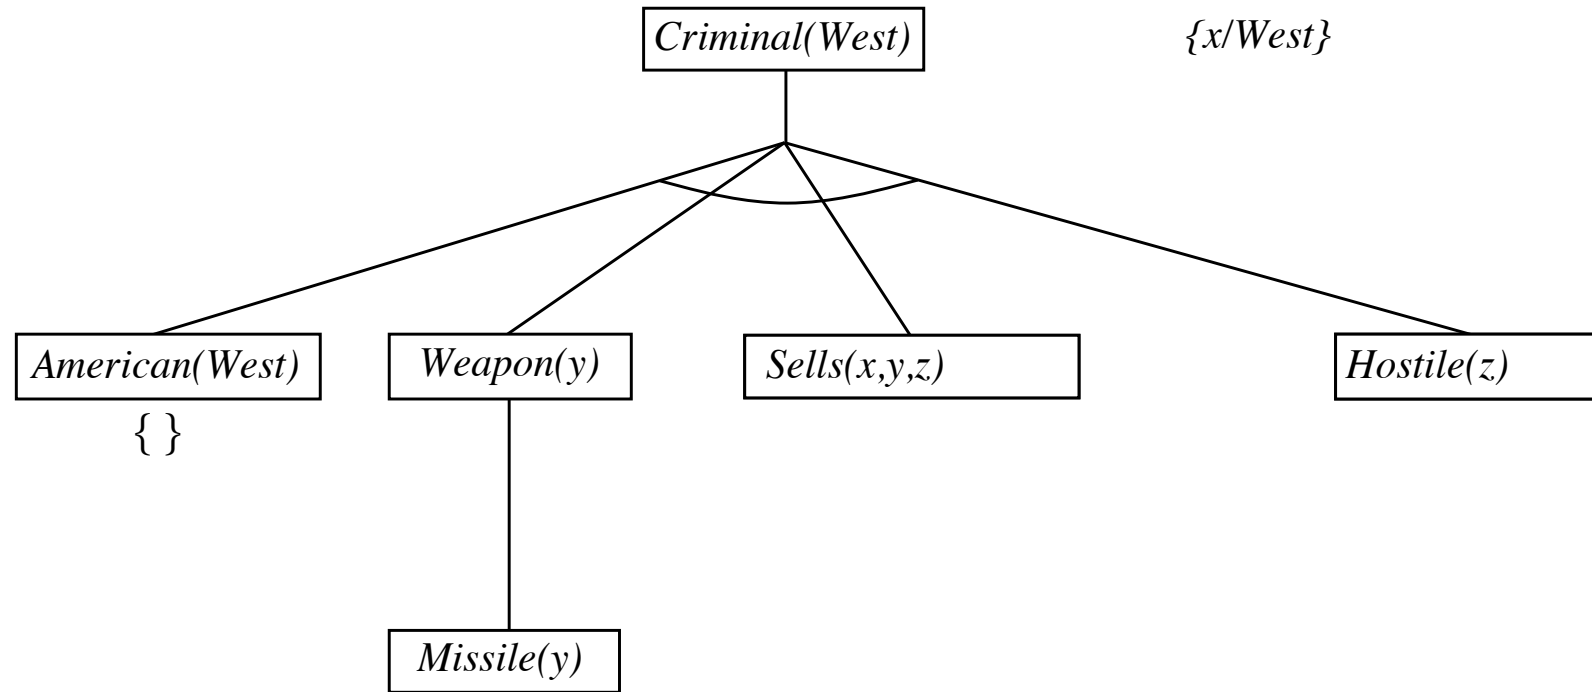 Criminal(West)
{x/West}
American(West)
Weapon(y)
Sells(x,y,z)
Hostile(z)
{ }
Missile(y)